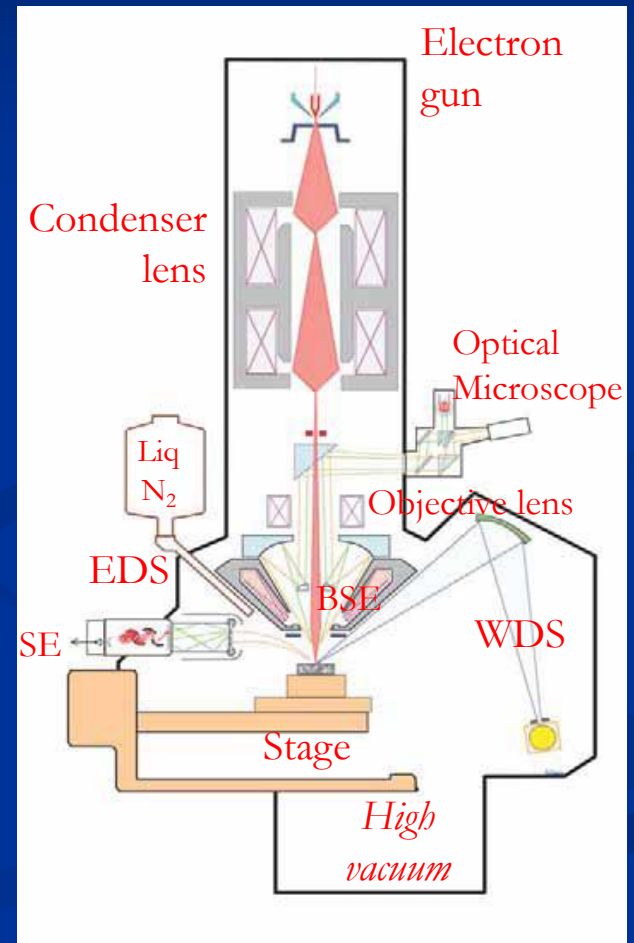 Electron
gun
Condenser
lens
Optical
Microscope
Liq
N₂
Objective lens
EDS
BSE
SE
WDS
Stage
High
vacuum